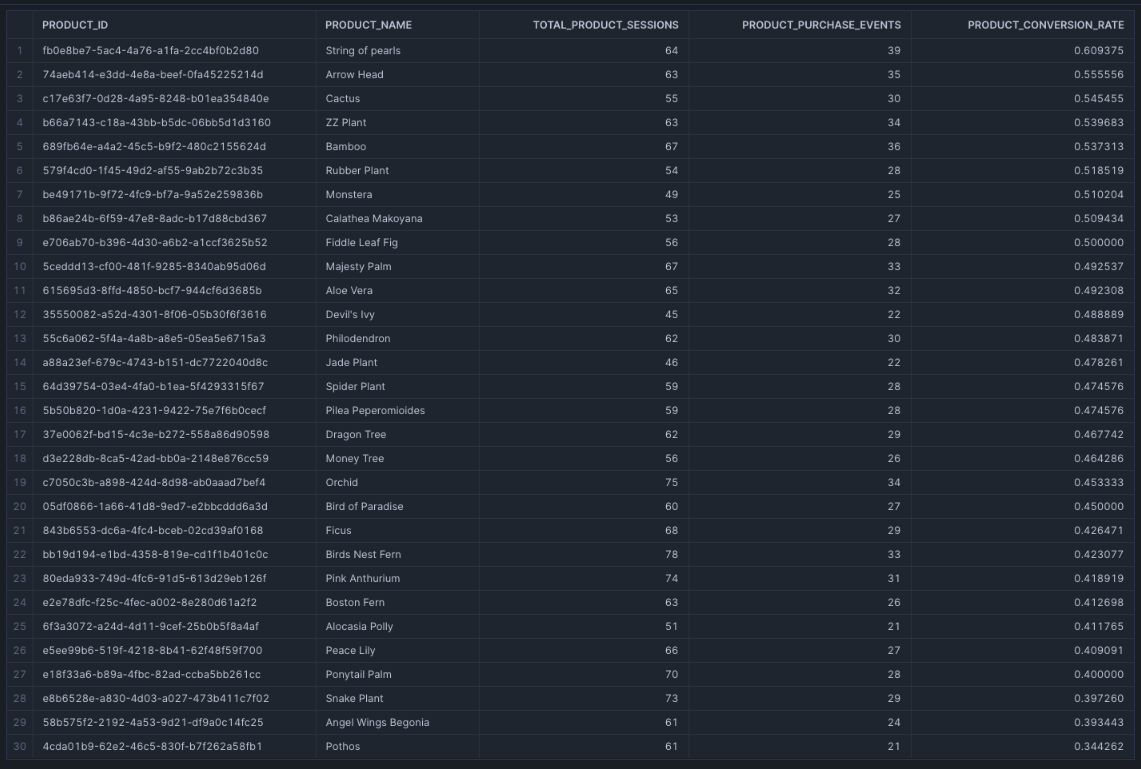 PRODUCT_ID PRODUCT_NAME TOTAL_PRODUCT_SESSIONS PRODUCT_PURCHASE_EVENTS PRODUCT_CONVERSION_RATE
1 fb0e8be7-5ac4-4a76-a1fa-2cc4bf0b2d80 String of pearls 64 39 0.609375
2 74aeb414-e3dd-4e8a-beef-0fa45225214d Arrow Head 63 35 0.555556
3 c17e63f7-0d28-4a95-8248-b01ea354840e Cactus 55 30 0.545455
4 b66a7143-c18a-43bb-b5dc-06bb5d1d3160 ZZ Plant 63 34 0.539683
5 689fb64e-a4a2-45c5-b9f2-480c2155624d Bamboo 67 36 0.537313
6 579f4cd0-1f45-49d2-af55-9ab2b72c3b35 Rubber Plant 54 28 0.518519
7 be49171b-9f72-4fc9-bf7a-9a52e259836b Monstera 49 25 0.510204
8 b86ae24b-6f59-47e8-8adc-b17d88cbd367 Calathea Makoyana 53 27 0.509434
9 e706ab70-b396-4d30-a6b2-a1ccf3625b52 Fiddle Leaf Fig 56 28 0.500000
10 5ceddd13-cf00-481f-9285-8340ab95d06d Majesty Palm 67 33 0.492537
11 615695d3-8ffd-4850-bcf7-944cf6d3685b Aloe Vera 65 32 0.492308
12 35550082-a52d-4301-8f06-05b30f6f3616 Devil's Ivy 45 22 0.488889
13 55c6a062-5f4a-4a8b-a8e5-05ea5e6715a3 Philodendron 62 30 0.483871
14 a88a23ef-679c-4743-b151-dc7722040d8c Jade Plant 46 22 0.478261
15 64d39754-03e4-4fa0-b1ea-5f4293315f67 Spider Plant 59 28 0.474576
16 5b50b820-1d0a-4231-9422-75e7f6b0cecf Pilea Peperomioides 59 28 0.474576
17 37e0062f-bd15-4c3e-b272-558a86d90598 Dragon Tree 62 29 0.467742
18 d3e228db-8ca5-42ad-bb0a-2148e876cc59 Money Tree 56 26 0.464286
19 c7050c3b-a898-424d-8d98-ab0aaad7bef4 Orchid 75 34 0.453333
20 05df0866-1a66-41d8-9ed7-e2bbcddd6a3d Bird of Paradise 60 27 0.450000
21 843b6553-dc6a-4fc4-bceb-02cd39af0168 Ficus 68 29 0.426471
22 bb19d194-e1bd-4358-819e-cd1f1b401c0c Birds Nest Fern 78 33 0.423077
23 80eda933-749d-4fc6-91d5-613d29eb126f Pink Anthurium 74 31 0.418919
24 e2e78dfc-f25c-4fec-a002-8e280d61a2f2 Boston Fern 63 26 0.412698
25 6f3a3072-a24d-4d11-9cef-25b0b5f8a4af Alocasia Polly 51 21 0.411765
26 e5ee99b6-519f-4218-8b41-62f48f59f700 Peace Lily 66 27 0.409091
27 e18f33a6-b89a-4fbc-82ad-ccba5bb261cc Ponytail Palm 70 28 0.400000
28 e8b6528e-a830-4d03-a027-473b411c7f02 Snake Plant 73 29 0.397260
29 58b575f2-2192-4a53-9d21-df9a0c14fc25 Angel Wings Begonia 61 24 0.393443
30 4cda01b9-62e2-46c5-830f-b7f262a58fb1 Pothos 61 21 0.344262